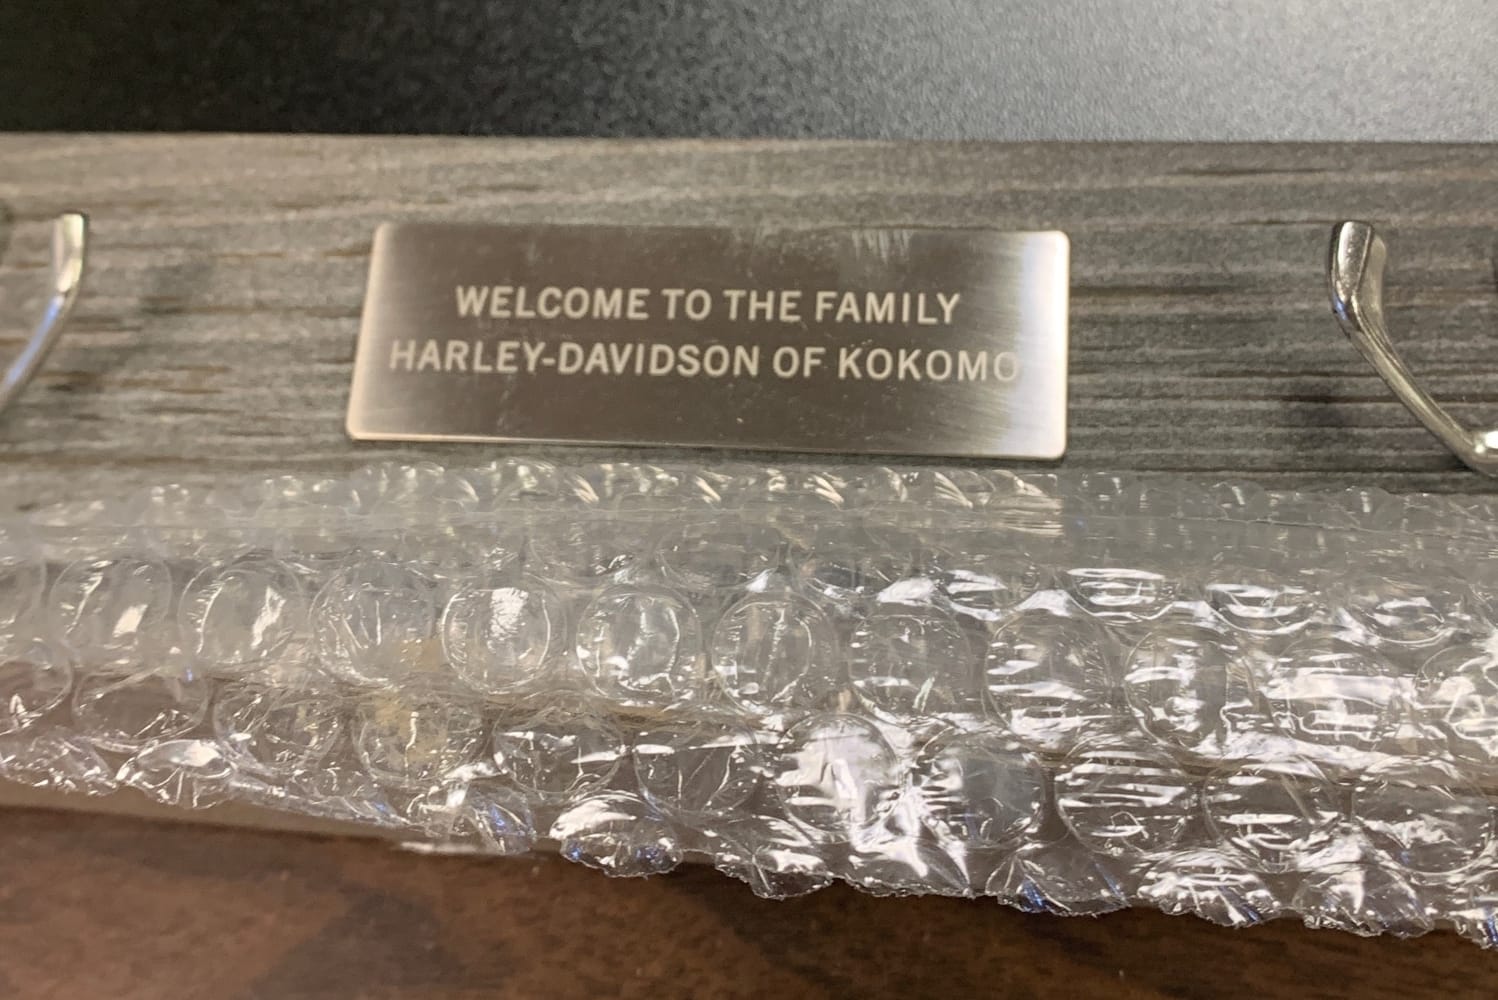 WELCOME TO THE FAMILY
HARLEY-DAVIDSON OF KOKOMO